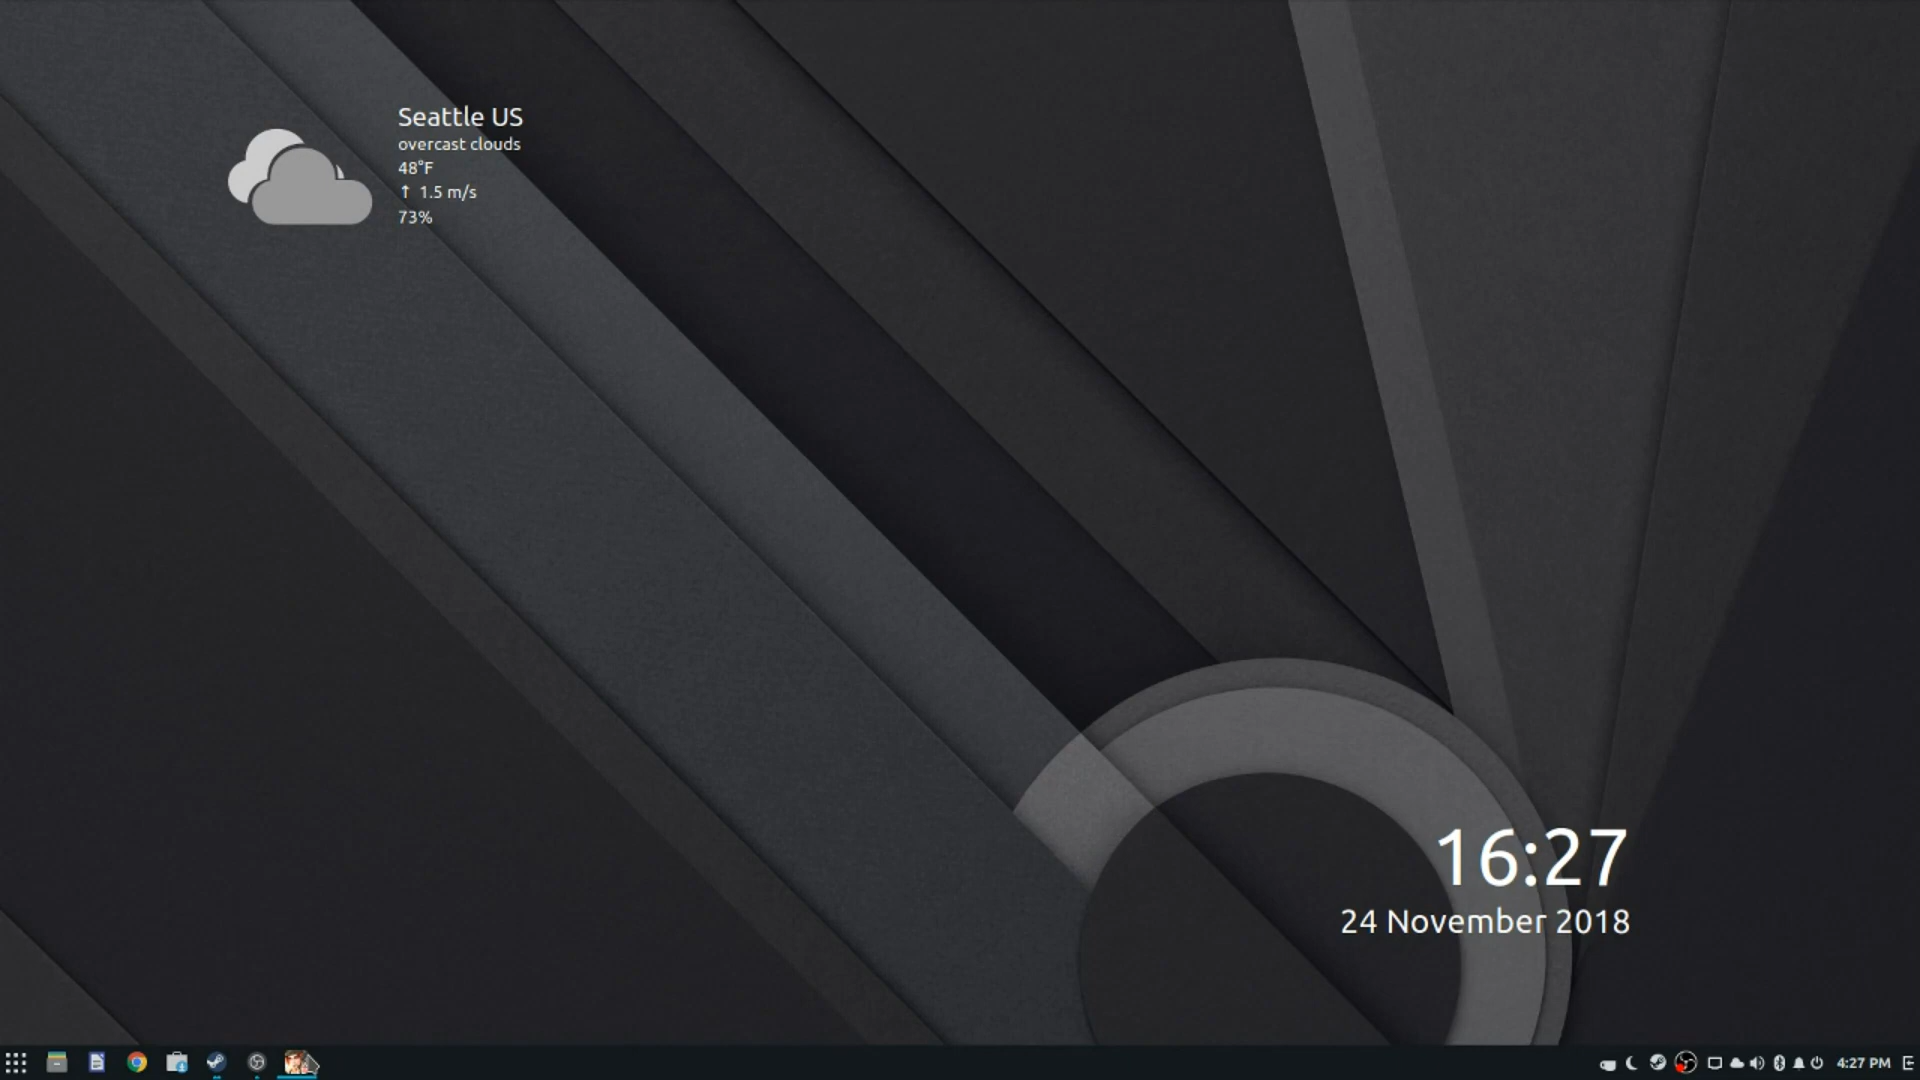 Seattle US
overcast clouds
48°F
↑ 1.5 m/s
73%
16:27
24 November 2018
4:27 PM